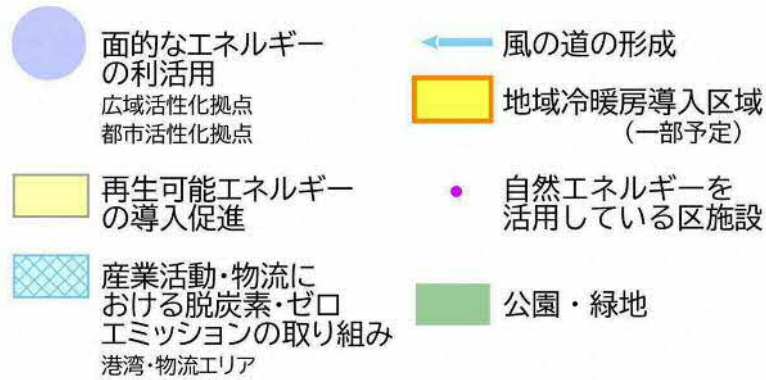 面的なエネルギー
の利活用
広域活性化拠点
都市活性化拠点
再生可能エネルギー
の導入促進
産業活動・物流に
おける脱炭素・ゼロ
エミッションの取り組み
港湾・物流エリア
風の道の形成
地域冷暖房導入区域
（一部予定）
自然エネルギーを
活用している区施設
公園・緑地